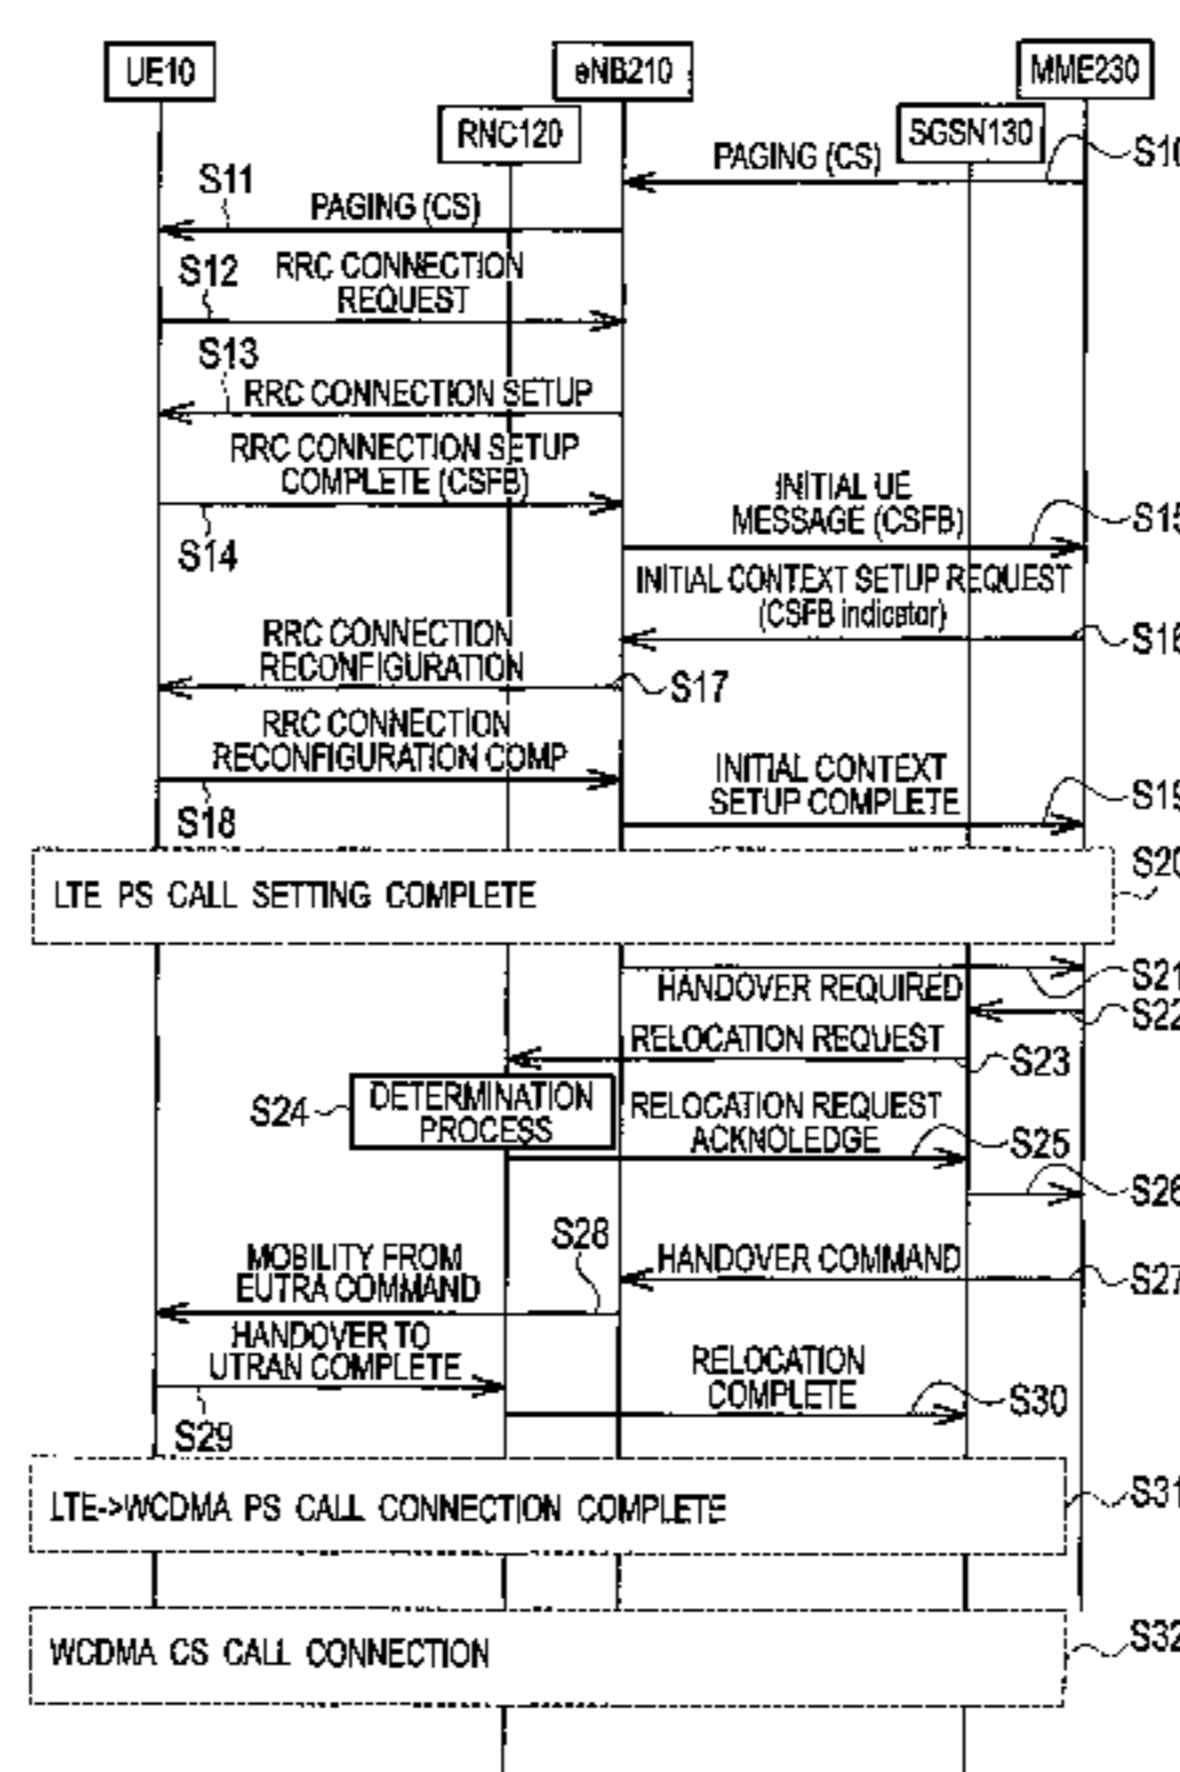 UE10
eNB210
MME230
RNC120
SGSN130
PAGING (CS)
S10
S11
PAGING (CS)
S12
RRC CONNECTION
REQUEST
S13
RRC CONNECTION SETUP
RRC CONNECTION SETUP
COMPLETE (CSFB)
S14
INITIAL UE
MESSAGE (CSFB)
S15
INITIAL CONTEXT SETUP REQUEST
(CSFB indicator)
S16
RRC CONNECTION
RECONFIGURATION
S17
RRC CONNECTION
RECONFIGURATION COMP
S18
INITIAL CONTEXT
SETUP COMPLETE
S19
LTE PS CALL SETTING COMPLETE
S20
HANDOVER REQUIRED
S21
S22
RELOCATION REQUEST
S23
S24
DETERMINATION
PROCESS
RELOCATION REQUEST
ACKNOLEDGE
S25
S26
S28
HANDOVER COMMAND
S27
MOBILITY FROM
EUTRA COMMAND
HANDOVER TO
UTRAN COMPLETE
S29
RELOCATION
COMPLETE
S30
LTE->WCDMA PS CALL CONNECTION COMPLETE
S31
WCDMA CS CALL CONNECTION
S32